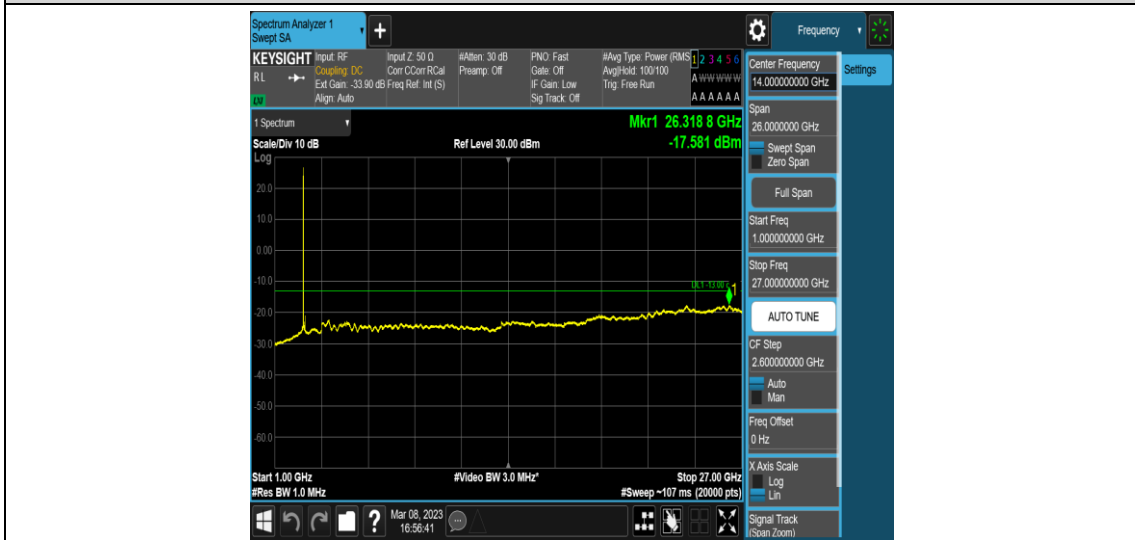 Spectrum Analyzer 1
Swept SA
+
Frequency
KEYSIGHT
RL
LXI
Input: RF
Coupling: DC
Ext Gain: -33.90 dB
Align: Auto
Input Z: 50 Ω
Corr CCorr RCal
Freq Ref: Int (S)
#Atten: 30 dB
Preamp: Off
PNO: Fast
Gate: Off
IF Gain: Low
Sig Track: Off
#Avg Type: Power (RMS
Avg|Hold: 100/100
Trig: Free Run
1 2 3 4 5 6
A W W W W W
A A A A A A
1 Spectrum
Mkr1 26.318 8 GHz
-17.581 dBm
Scale/Div 10 dB
Ref Level 30.00 dBm
Log
20.0
10.0
0.00
-10.0
-20.0
-30.0
-40.0
-50.0
-60.0
1
Start 1.00 GHz
#Video BW 3.0 MHz*
Stop 27.00 GHz
#Res BW 1.0 MHz
#Sweep ~107 ms (20000 pts)
?
Mar 08, 2023
16:56:41
Center Frequency
14.00000000 GHz
Settings
Span
26.0000000 GHz
Swept Span
Zero Span
Full Span
Start Freq
1.000000000 GHz
Stop Freq
27.00000000 GHz
AUTO TUNE
CF Step
2.600000000 GHz
Auto
Man
Freq Offset
0 Hz
X Axis Scale
Log
Lin
Signal Track
(Span Zoom)